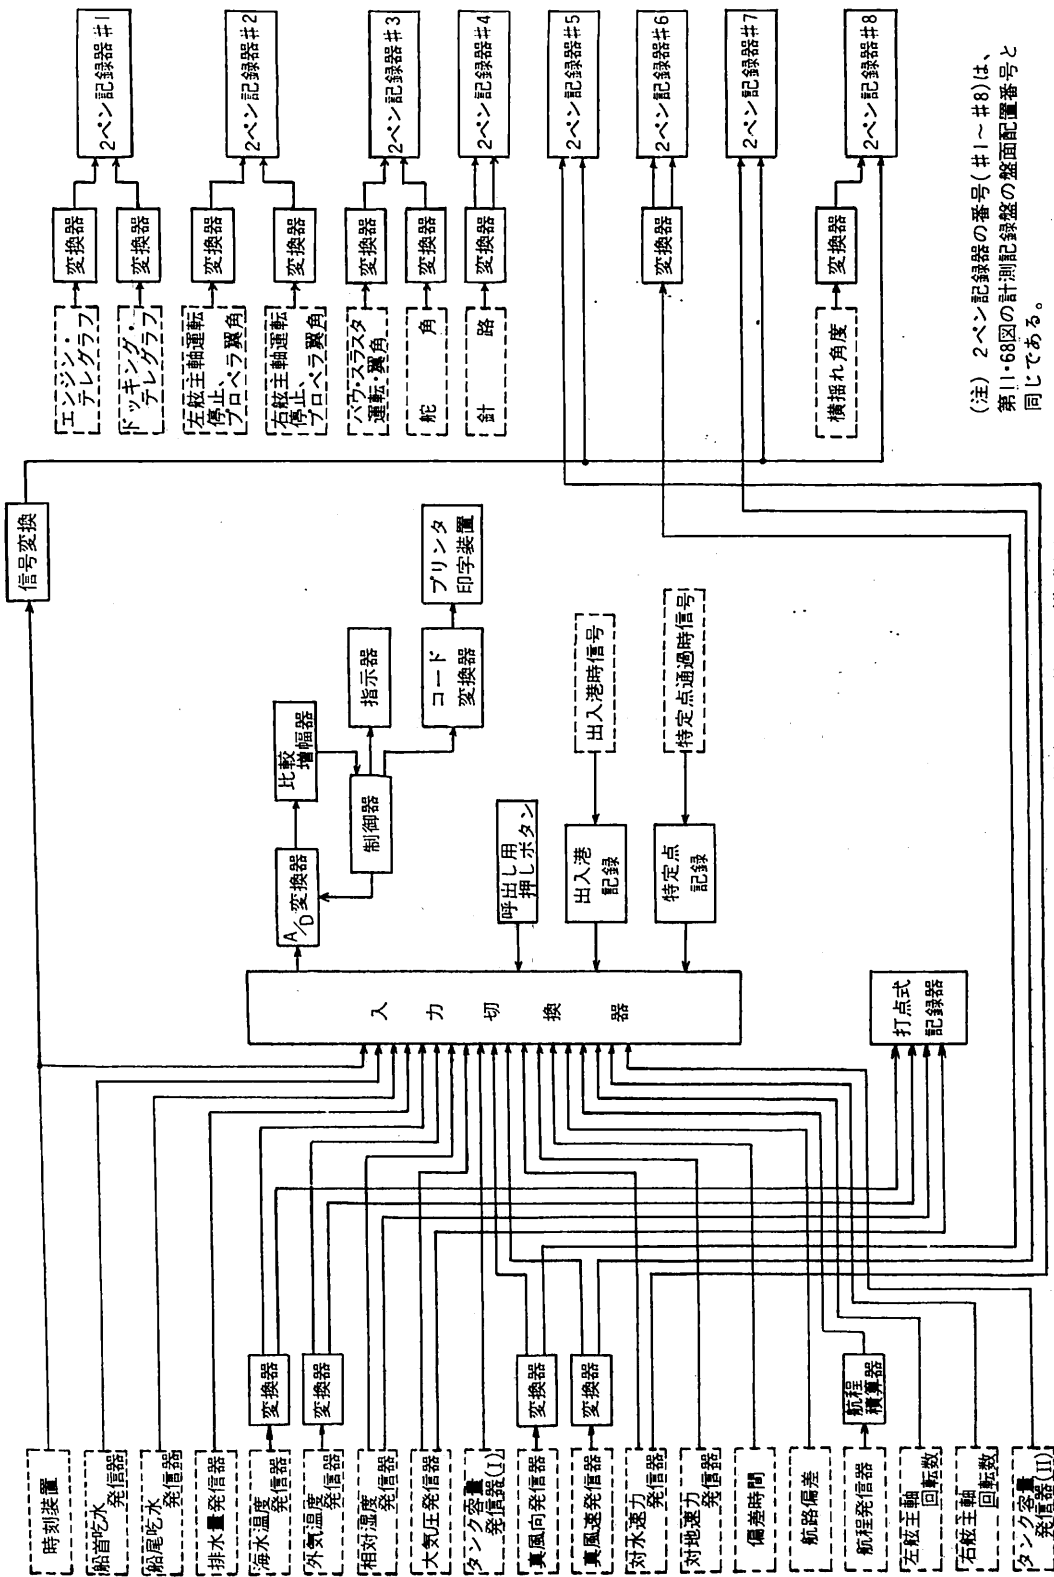 時刻装置
船首吃水
発信器
船尾吃水
発信器
排水量発信器
海水温度
発信器
外気温度
発信器
相対湿度
発信器
大気圧発信器
タンク容量
発信器(I)
真風向発信器
真風速発信器
対水速力
発信器
対地速力
発信器
偏差時間
航路偏差
航程発信器
左舷主軸
回転数
右舷主軸
回転数
タンク容量
発信器(II)
変換器
変換器
変換器
変換器
航程
積算器
入力切換器
打点式
記録器
A/D変換器
比較
増幅器
制御器
指示器
コード
変換器
プリンタ
印字装置
呼出し用
押しボタン
出入港
記録
出入港時信号
特定点
記録
特定点通過時信号
信号変換
エンジン・
テレグラフ
変換器
2ペン記録器#1
ドッキング・
テレグラフ
変換器
左舷主軸運転
停止、
プロペラ翼角
変換器
2ペン記録器#2
右舷主軸運転
停止、
プロペラ翼角
変換器
バウ・スラスタ
運転・翼角
変換器
2ペン記録器#3
舵角
変換器
針路
変換器
2ペン記録器#4
2ペン記録器#5
変換器
2ペン記録器#6
2ペン記録器#7
横揺れ角度
変換器
2ペン記録器#8
(注) 2ペン記録器の番号(#1~#8)は、
第11・68図の計測記録盤の盤面配置番号と
同じである。